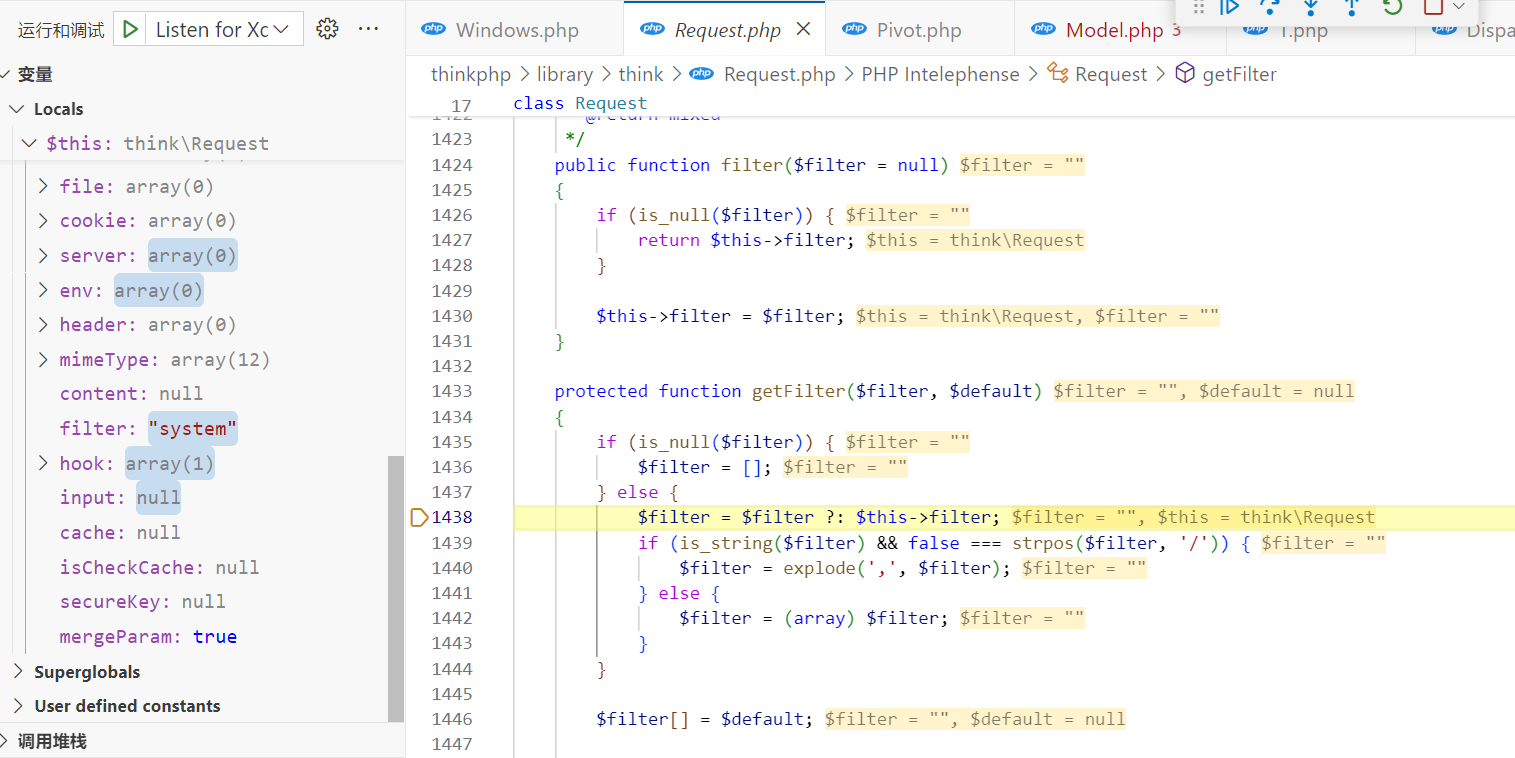 运行和调试 Listen for Xc
变量
Locals
$this: think\Request
file: array(0)
cookie: array(0)
server: array(0)
env: array(0)
header: array(0)
mimeType: array(12)
content: null
filter: "system"
hook: array(1)
input: null
cache: null
isCheckCache: null
secureKey: null
mergeParam: true
Superglobals
User defined constants
调用堆栈
php Windows.php php Request.php php Pivot.php php Model.php 3 php 1.php php Dispa
thinkphp > library > think > php Request.php > PHP Intelephense > Request > getFilter
17 class Request
1422 @return mixed
1423 */
1424 public function filter($filter = null) $filter = ""
1425 {
1426 if (is_null($filter)) { $filter = ""
1427 return $this->filter; $this = think\Request
1428 }
1429
1430 $this->filter = $filter; $this = think\Request, $filter = ""
1431 }
1432
1433 protected function getFilter($filter, $default) $filter = "", $default = null
1434 {
1435 if (is_null($filter)) { $filter = ""
1436 $filter = []; $filter = ""
1437 } else {
1438 $filter = $filter ?: $this->filter; $filter = "", $this = think\Request
1439 if (is_string($filter) && false === strpos($filter, '/')) { $filter = ""
1440 $filter = explode(',', $filter); $filter = ""
1441 } else {
1442 $filter = (array) $filter; $filter = ""
1443 }
1444 }
1445
1446 $filter[] = $default; $filter = "", $default = null
1447